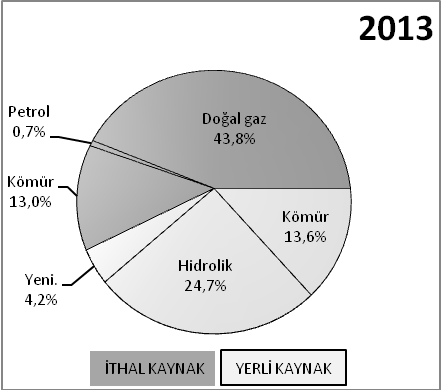 2013
Doğal gaz
43,8%
Petrol
0,7%
Kömür
13,0%
Kömür
13,6%
Hidrolik
24,7%
Yeni.
4,2%
İTHAL KAYNAK
YERLİ KAYNAK